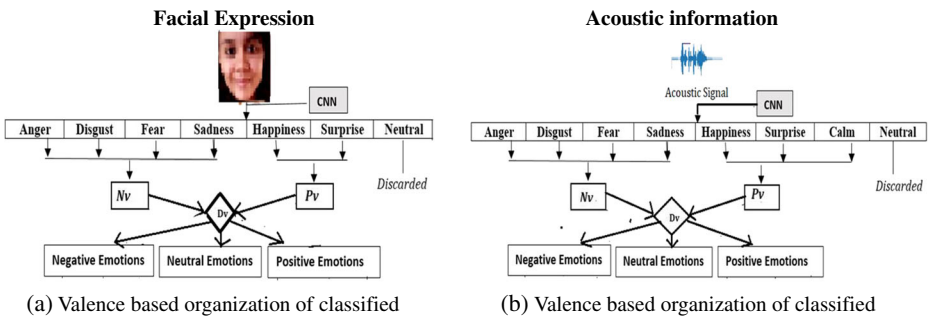 Facial Expression
CNN
Anger Disgust Fear Sadness Happiness Surprise Neutral
Discarded
Nv Pv
Dv
Negative Emotions Neutral Emotions Positive Emotions
(a) Valence based organization of classified
Acoustic information
Acoustic Signal
CNN
Anger Disgust Fear Sadness Happiness Surprise Calm Neutral
Discarded
Nv Pv
Dv
Negative Emotions Neutral Emotions Positive Emotions
(b) Valence based organization of classified